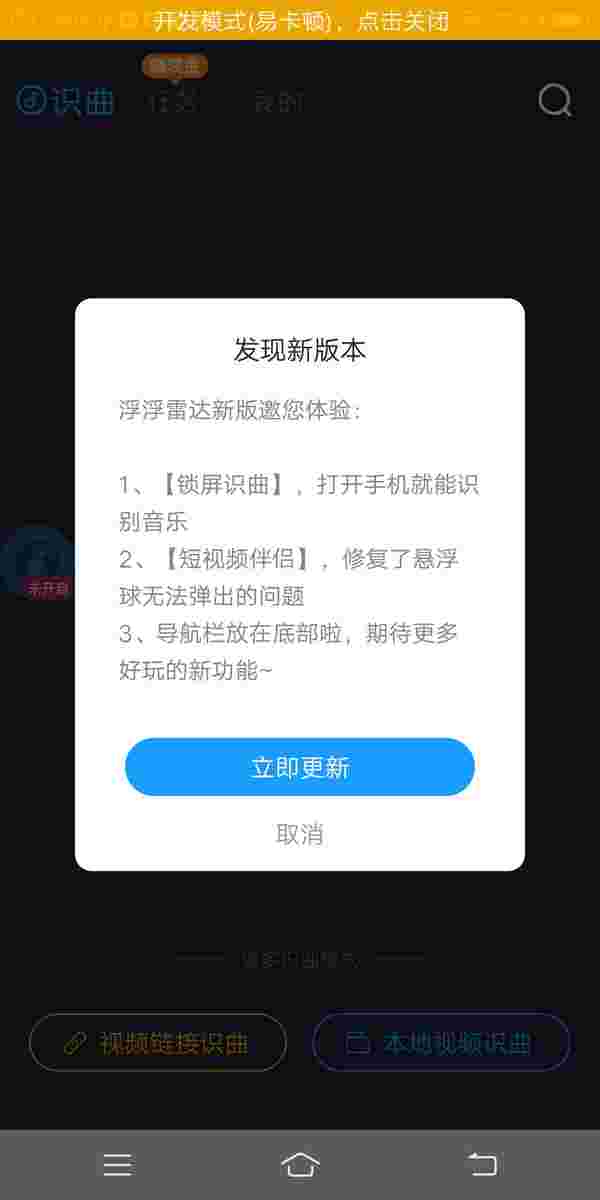 开发模式(易卡顿)，点击关闭
识曲
我的
发现新版本
浮浮雷达新版邀您体验：
1、【锁屏识曲】，打开手机就能识
别音乐
2、【短视频伴侣】，修复了悬浮
球无法弹出的问题
3、导航栏放在底部啦，期待更多
好玩的新功能~
未开启
立即更新
取消
视频链接识曲
本地视频识曲